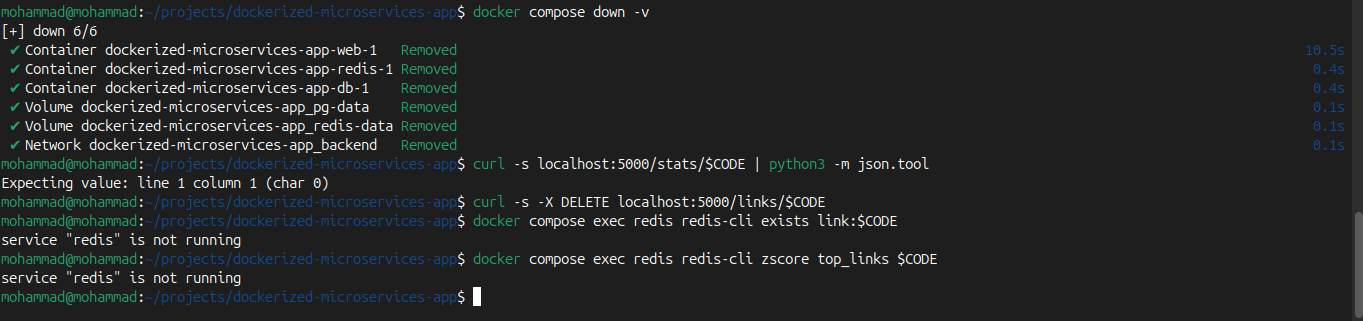 mohammad@mohammad:~/projects/dockerized-microservices-app$ docker compose down -v
[+] down 6/6
✔ Container dockerized-microservices-app-web-1 Removed 10.5s
✔ Container dockerized-microservices-app-redis-1 Removed 0.4s
✔ Container dockerized-microservices-app-db-1 Removed 0.4s
✔ Volume dockerized-microservices-app_pg-data Removed 0.1s
✔ Volume dockerized-microservices-app_redis-data Removed 0.1s
✔ Network dockerized-microservices-app_backend Removed 0.1s
mohammad@mohammad:~/projects/dockerized-microservices-app$ curl -s localhost:5000/stats/$CODE | python3 -m json.tool
Expecting value: line 1 column 1 (char 0)
mohammad@mohammad:~/projects/dockerized-microservices-app$ curl -s -X DELETE localhost:5000/links/$CODE
mohammad@mohammad:~/projects/dockerized-microservices-app$ docker compose exec redis redis-cli exists link:$CODE
service "redis" is not running
mohammad@mohammad:~/projects/dockerized-microservices-app$ docker compose exec redis redis-cli zscore top_links $CODE
service "redis" is not running
mohammad@mohammad:~/projects/dockerized-microservices-app$